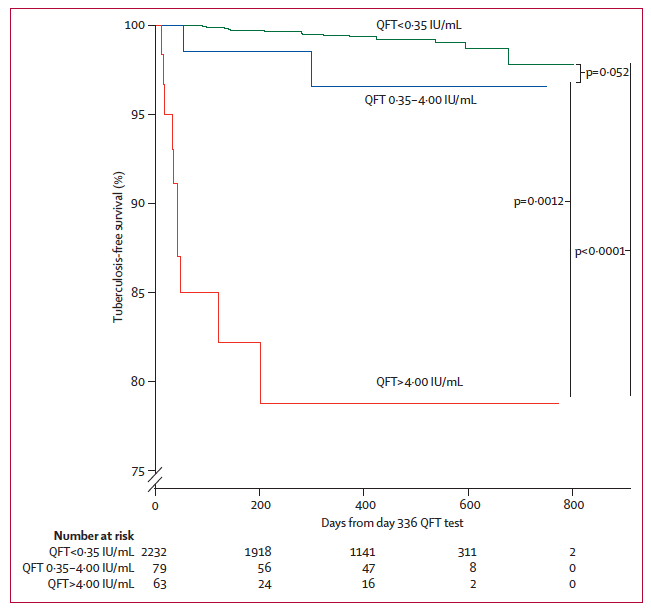 100
95
90
85
80
75
Tuberculosis-free survival (%)
QFT<0·35 IU/mL
QFT 0·35–4·00 IU/mL
QFT>4·00 IU/mL
p=0·052
p=0·0012
p<0·0001
0 200 400 600 800
Days from day 336 QFT test
Number at risk
QFT<0·35 IU/mL 2232 1918 1141 311 2
QFT 0·35–4·00 IU/mL 79 56 47 8 0
QFT>4·00 IU/mL 63 24 16 2 0